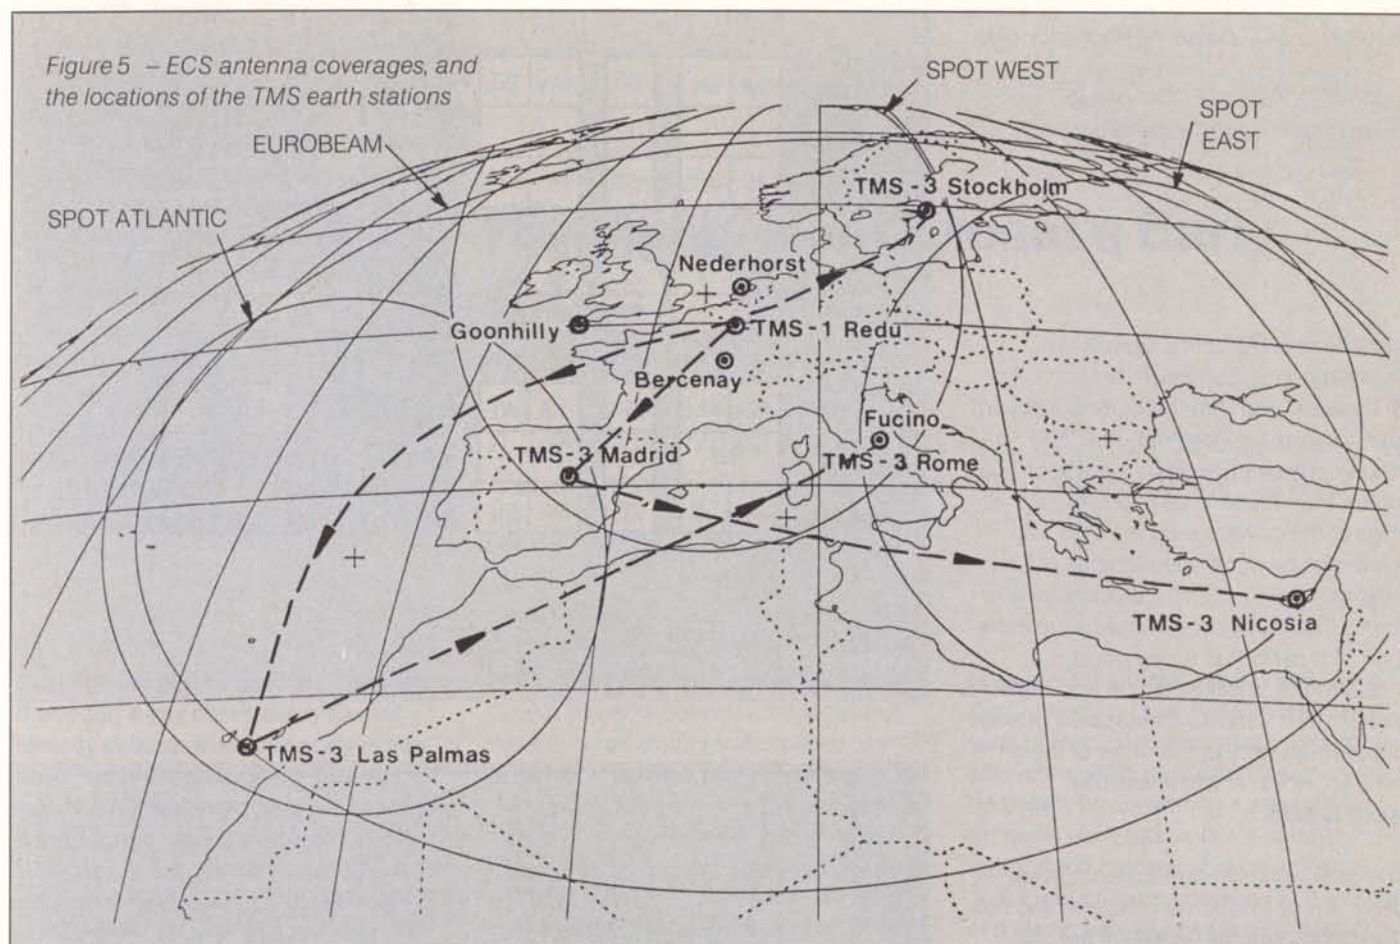 Figure 5 – ECS antenna coverages, and
the locations of the TMS earth stations
SPOT WEST
SPOT
EAST
EUROBEAM
SPOT ATLANTIC
TMS-3 Stockholm
Nederhorst
Goonhilly
TMS-1 Redu
Bercenay
Fucino
TMS-3 Madrid
TMS-3 Rome
TMS-3 Nicosia
TMS-3 Las Palmas